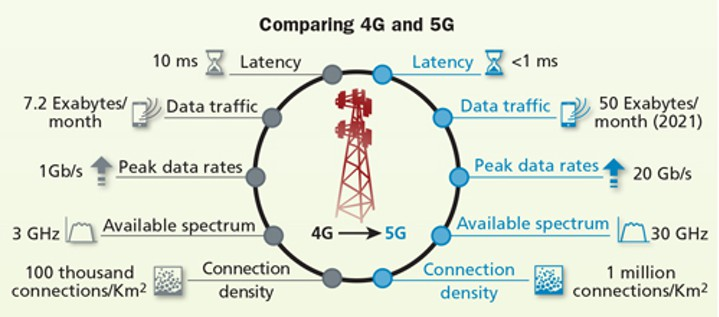 Comparing 4G and 5G
10 ms Latency
Latency <1 ms
7.2 Exabytes/
month
Data traffic
Data traffic
50 Exabytes/
month (2021)
1Gb/s Peak data rates
Peak data rates 20 Gb/s
3 GHz Available spectrum
4G 5G
Available spectrum 30 GHz
100 thousand
connections/Km²
Connection
density
Connection
density
1 million
connections/Km²